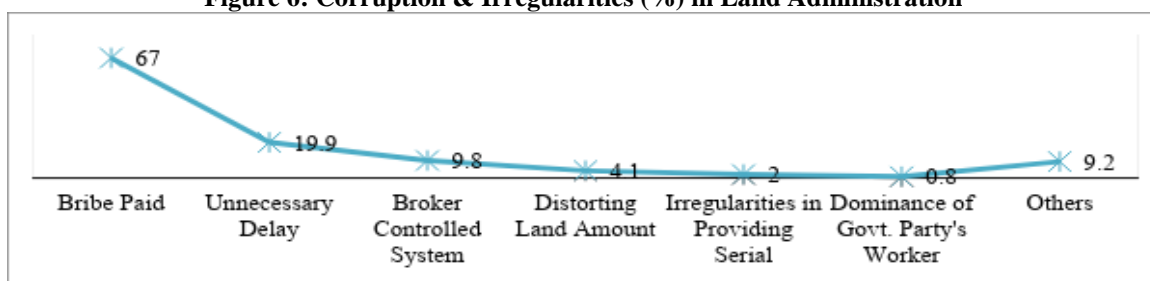 Figure 6: Corruption & Irregularities (%) in Land Administration
67
19.9
9.8
4.1
2
0.8
9.2
Bribe Paid
Unnecessary
Delay
Broker
Controlled
System
Distorting
Land Amount
Irregularities in
Providing
Serial
Dominance of
Govt. Party's
Worker
Others